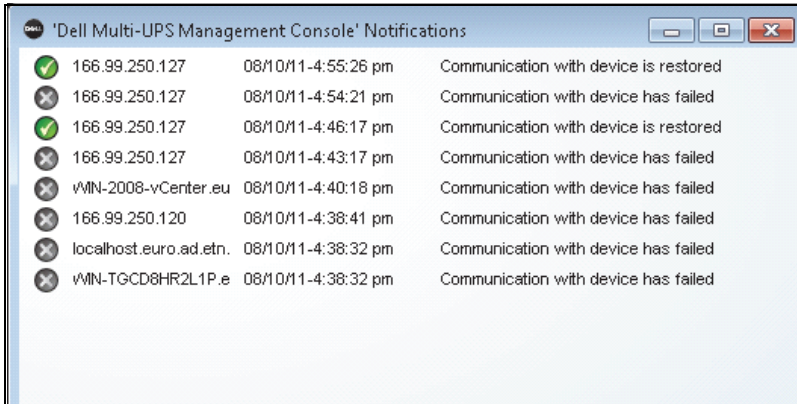 'Dell Multi-UPS Management Console' Notifications
166.99.250.127 08/10/11-4:55:26 pm Communication with device is restored
166.99.250.127 08/10/11-4:54:21 pm Communication with device has failed
166.99.250.127 08/10/11-4:46:17 pm Communication with device is restored
166.99.250.127 08/10/11-4:43:17 pm Communication with device has failed
WIN-2008-vCenter.eu 08/10/11-4:40:18 pm Communication with device has failed
166.99.250.120 08/10/11-4:38:41 pm Communication with device has failed
localhost.euro.ad.etn. 08/10/11-4:38:32 pm Communication with device has failed
WIN-TGCD8HR2L1P.e 08/10/11-4:38:32 pm Communication with device has failed